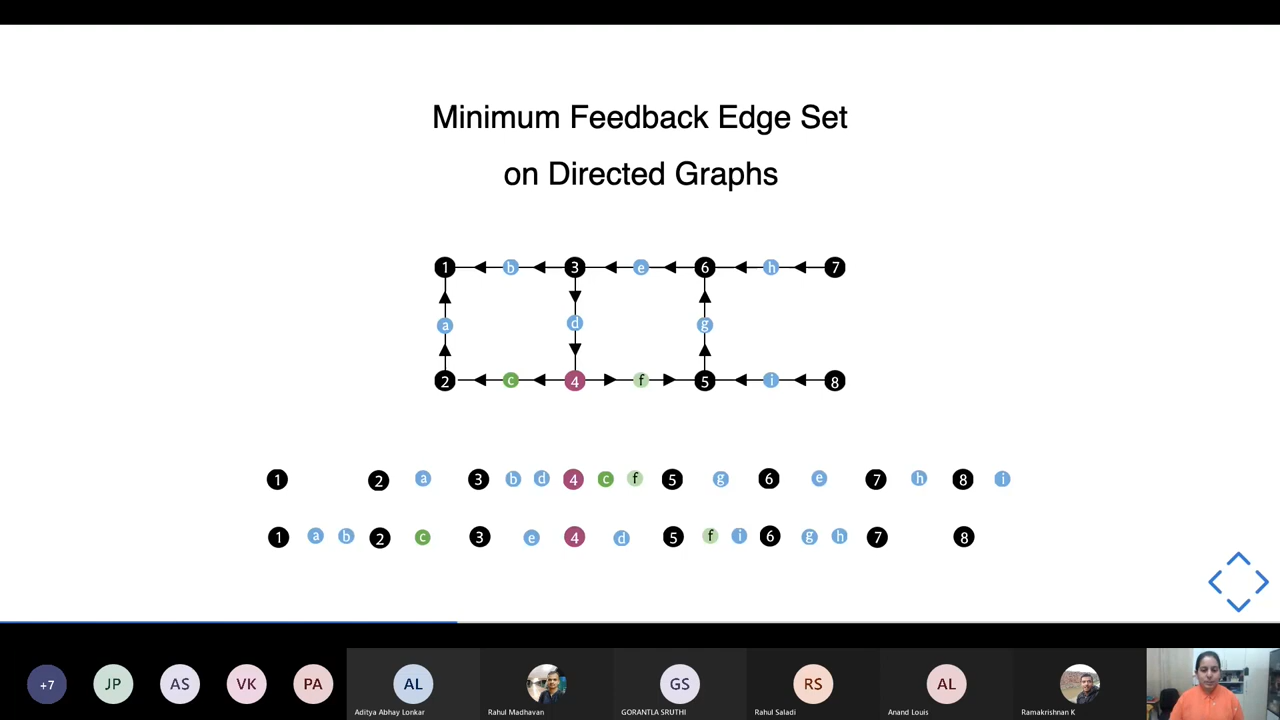 Minimum Feedback Edge Set
on Directed Graphs
1 b 3 e 6 h 7
a d g
2 c 4 f 5 i 8
1 2 a 3 b d 4 c f 5 g 6 e 7 h 8 i
1 a b 2 c 3 e 4 d 5 f i 6 g h 7 8
+7 JP AS VK PA AL GS RS AL
Aditya Abhay Lonkar Rahul Madhavan GORANTLA SRUTHI Rahul Saladi Anand Louis Ramakrishnan K